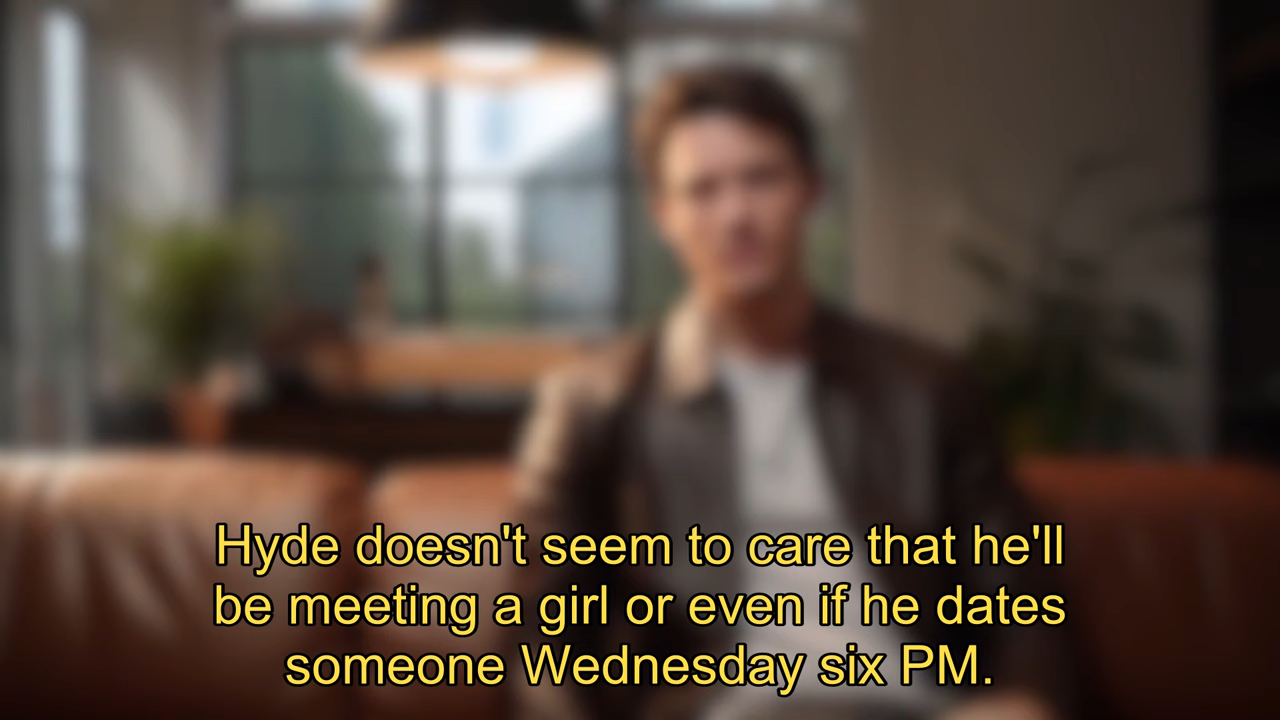 Hyde doesn't seem to care that he'll
be meeting a girl or even if he dates
someone Wednesday six PM.